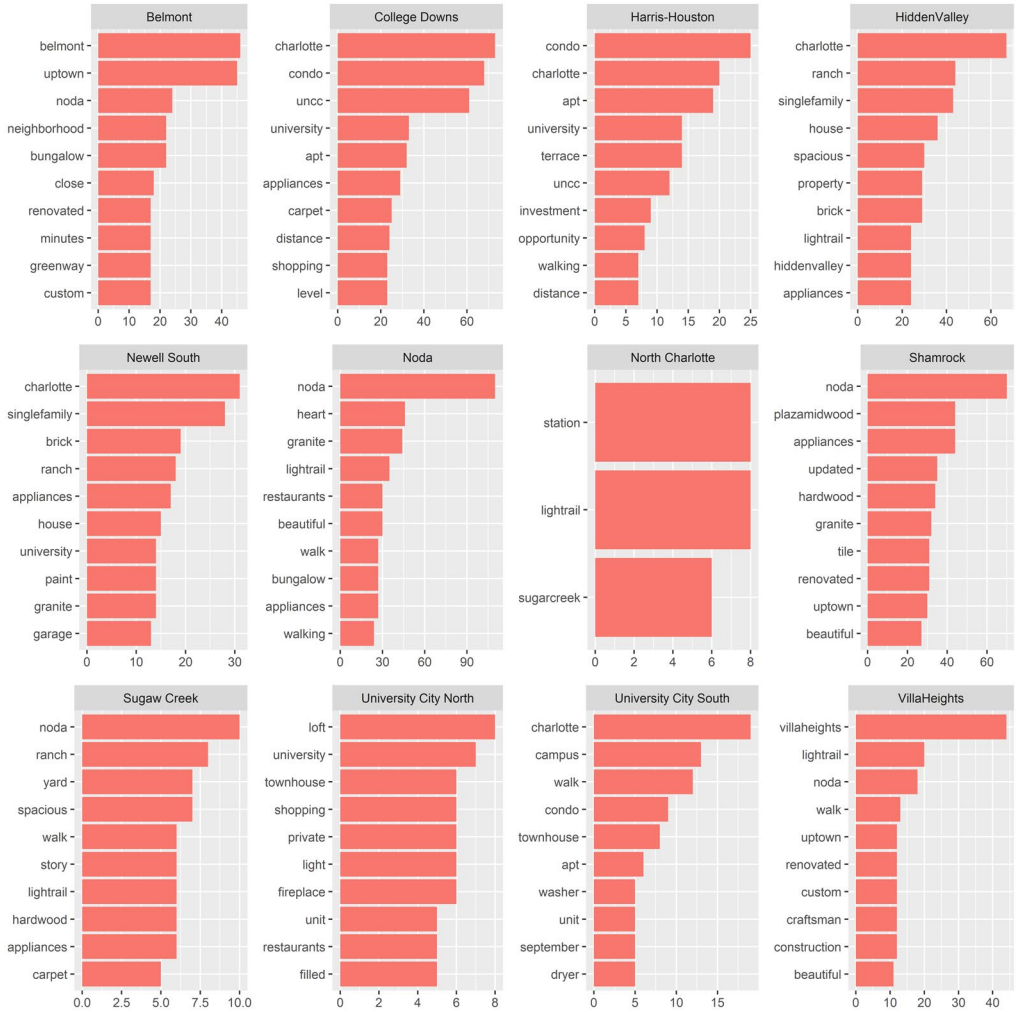 Belmont
belmont
uptown
noda
neighborhood
bungalow
close
renovated
minutes
greenway
custom
0 10 20 30 40
College Downs
charlotte
condo
uncc
university
apt
appliances
carpet
distance
shopping
level
0 20 40 60
Harris-Houston
condo
charlotte
apt
university
terrace
uncc
investment
opportunity
walking
distance
0 5 10 15 20 25
HiddenValley
charlotte
ranch
singlefamily
house
spacious
property
brick
lightrail
hiddenvalley
appliances
0 20 40 60
Newell South
charlotte
singlefamily
brick
ranch
appliances
house
university
paint
granite
garage
0 10 20 30
Noda
noda
heart
granite
lightrail
restaurants
beautiful
walk
bungalow
appliances
walking
0 30 60 90
North Charlotte
station
lightrail
sugarcreek
0 2 4 6 8
Shamrock
noda
plazamidwood
appliances
updated
hardwood
granite
tile
renovated
uptown
beautiful
0 20 40 60
Sugaw Creek
noda
ranch
yard
spacious
walk
story
lightrail
hardwood
appliances
carpet
0.0 2.5 5.0 7.5 10.0
University City North
loft
university
townhouse
shopping
private
light
fireplace
unit
restaurants
filled
0 2 4 6 8
University City South
charlotte
campus
walk
condo
townhouse
apt
washer
unit
september
dryer
0 5 10 15
VillaHeights
villaheights
lightrail
noda
walk
uptown
renovated
custom
craftsman
construction
beautiful
0 10 20 30 40